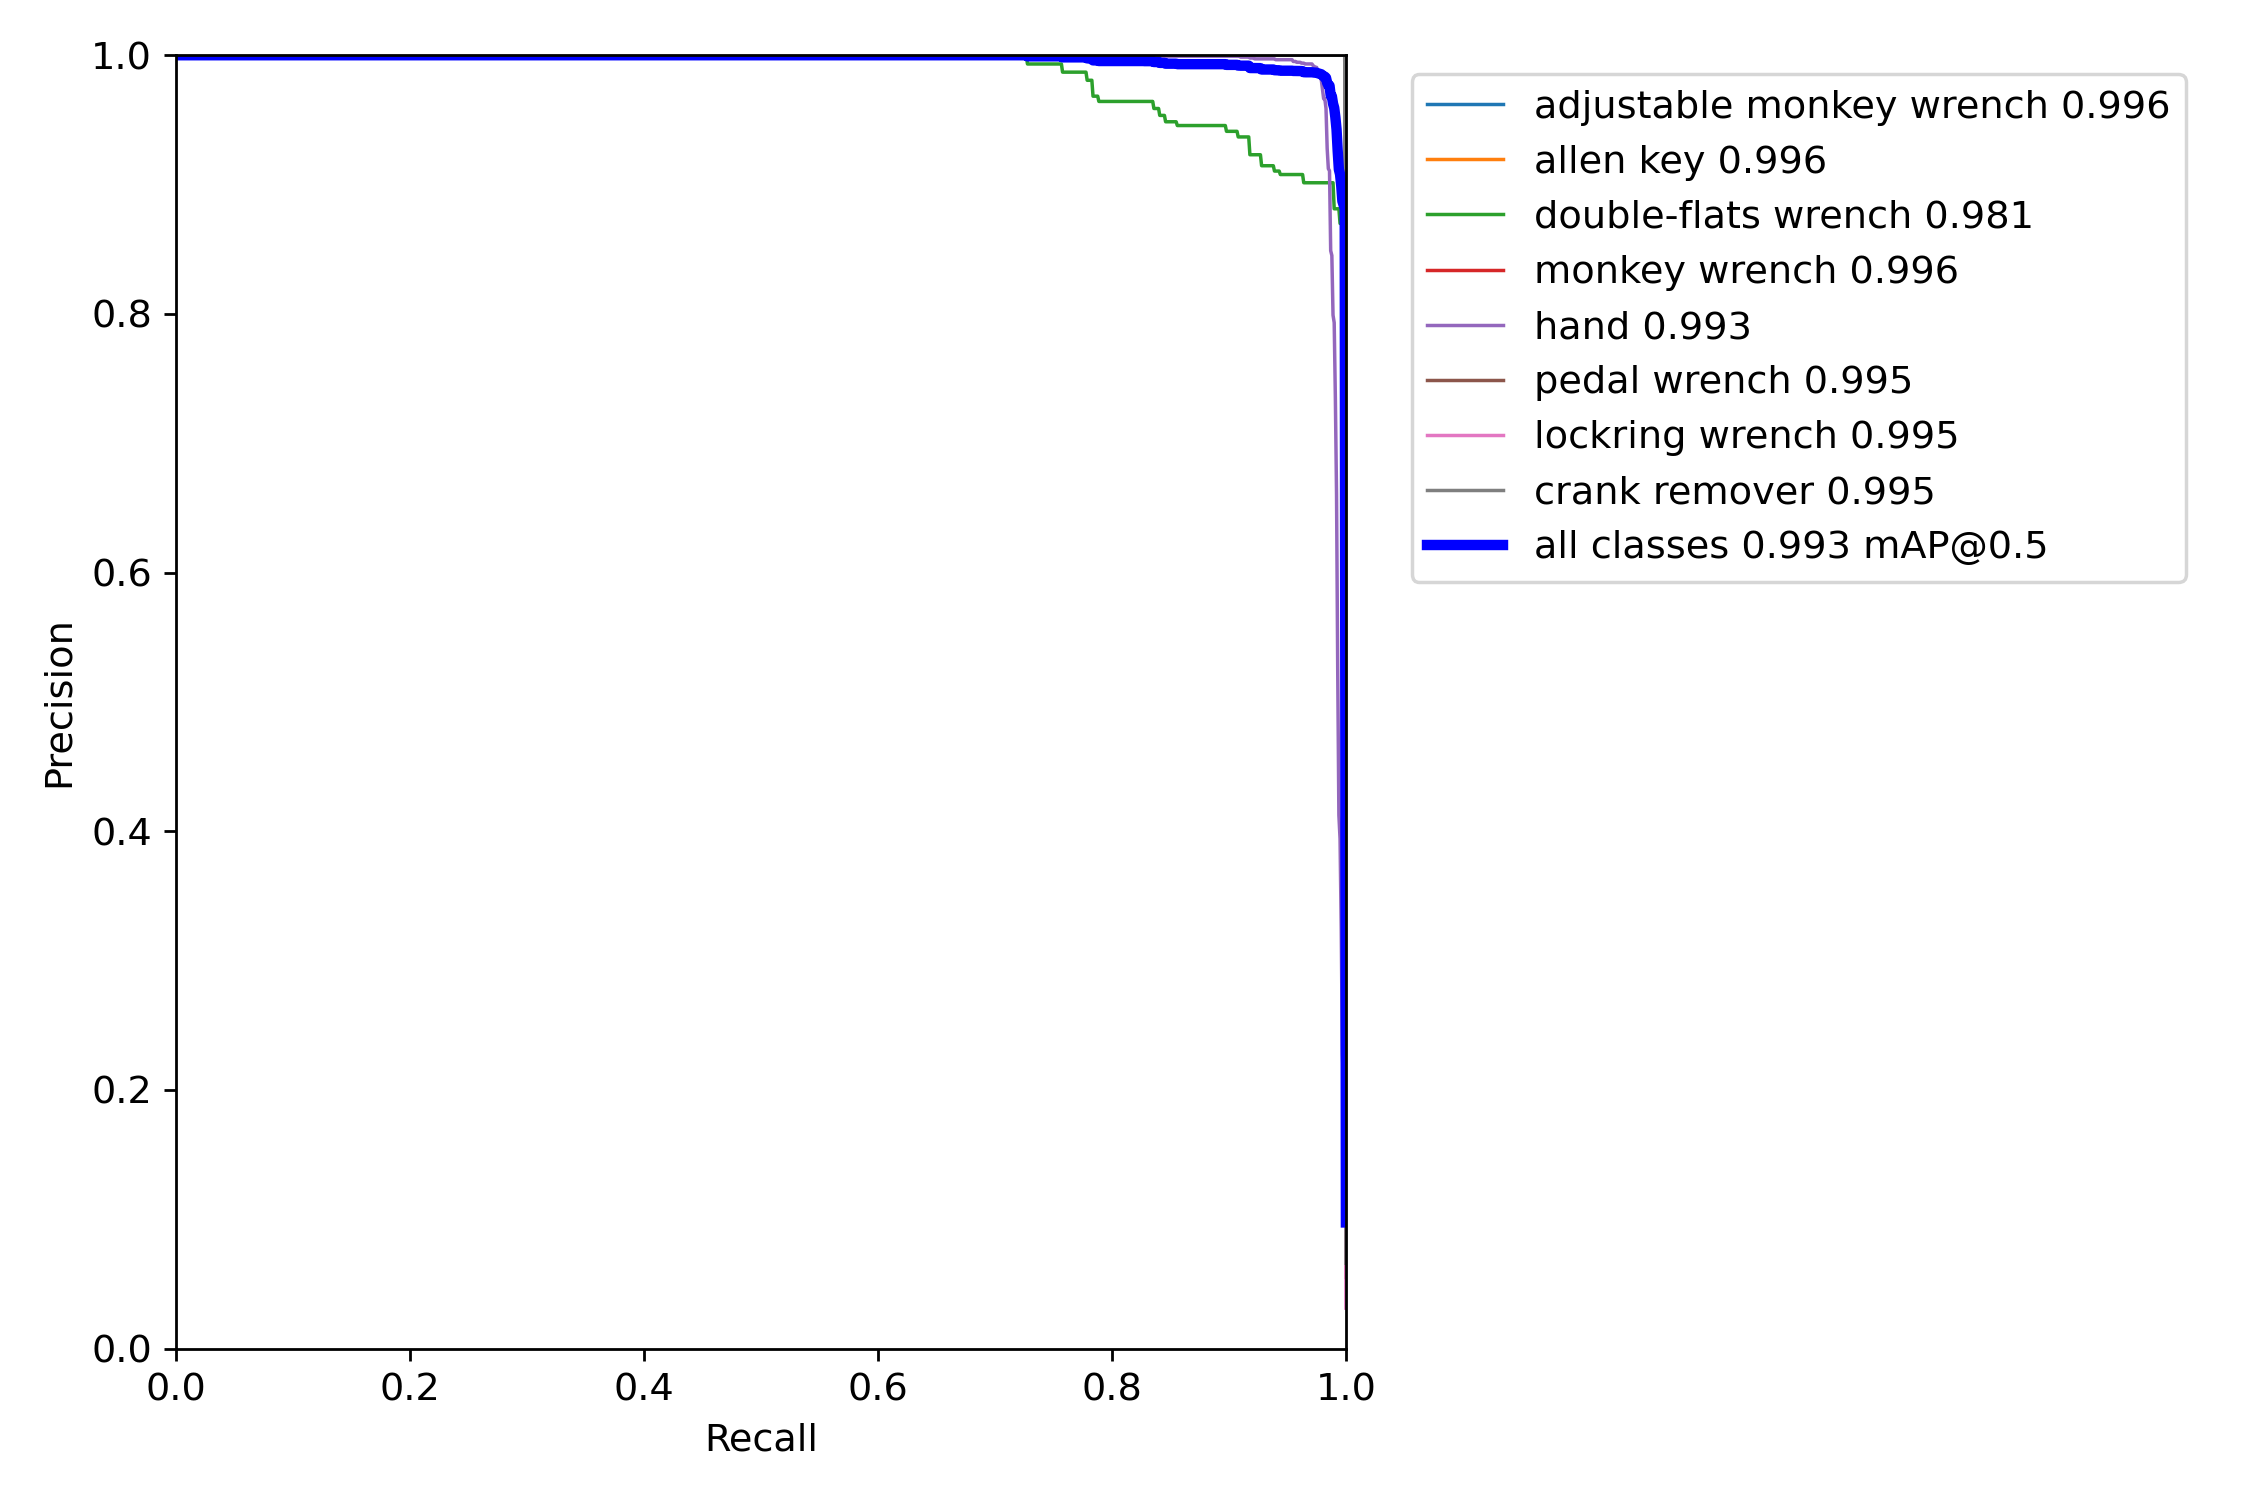 1.0
0.8
0.6
0.4
0.2
0.0
0.0 0.2 0.4 0.6 0.8 1.0
Precision
Recall
adjustable monkey wrench 0.996
allen key 0.996
double-flats wrench 0.981
monkey wrench 0.996
hand 0.993
pedal wrench 0.995
lockring wrench 0.995
crank remover 0.995
all classes 0.993 mAP@0.5